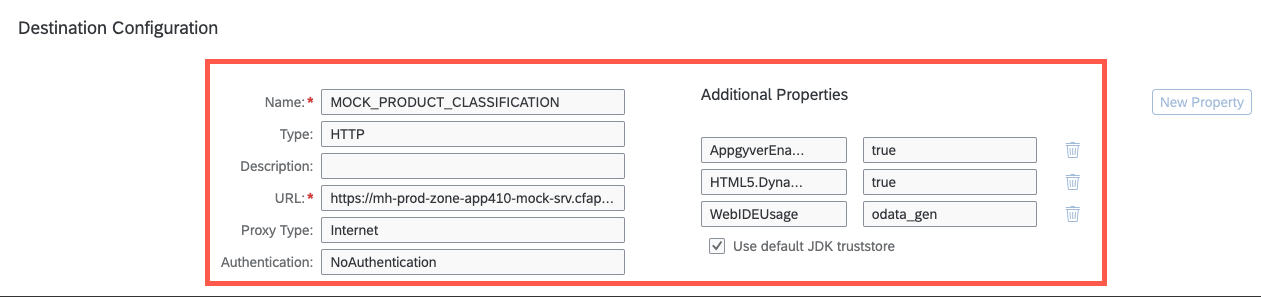 Destination Configuration
Name:* MOCK_PRODUCT_CLASSIFICATION
Type: HTTP
Description:
URL:* https://mh-prod-zone-app410-mock-srv.cfap...
Proxy Type: Internet
Authentication: NoAuthentication
Additional Properties
New Property
AppgyverEna... true
HTML5.Dyna... true
WebIDEUsage odata_gen
Use default JDK truststore